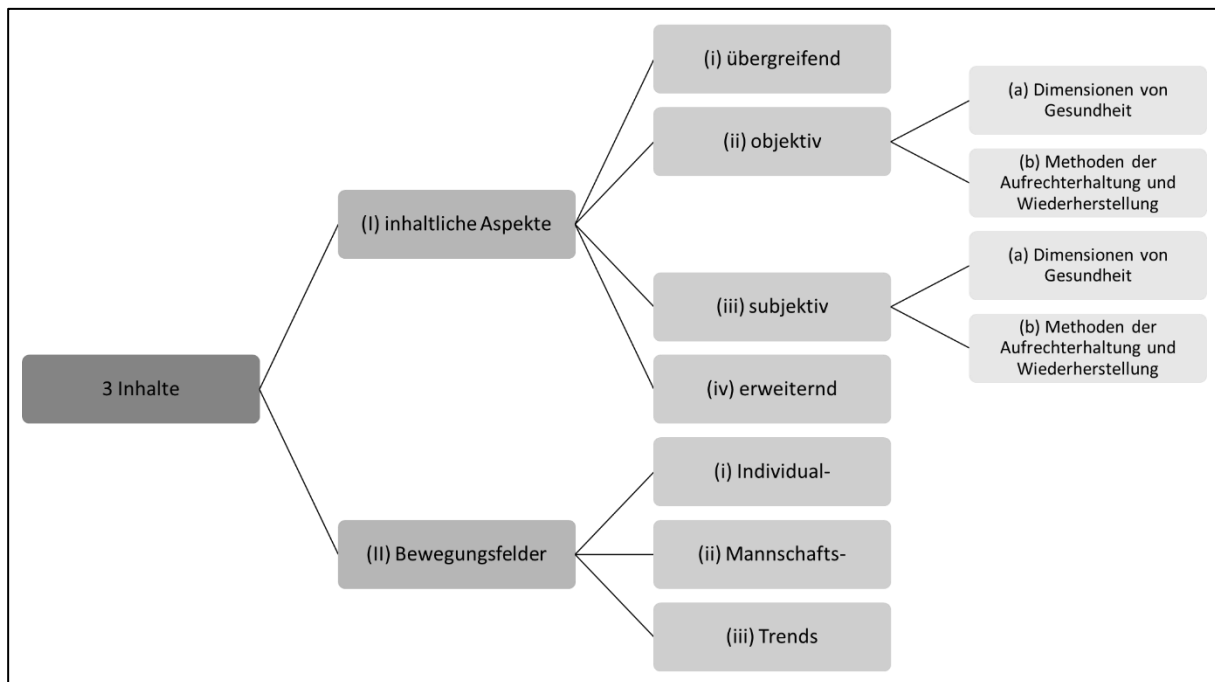 3 Inhalte
(I) inhaltliche Aspekte
(i) übergreifend
(ii) objektiv
(a) Dimensionen von
Gesundheit
(b) Methoden der
Aufrechterhaltung und
Wiederherstellung
(iii) subjektiv
(a) Dimensionen von
Gesundheit
(b) Methoden der
Aufrechterhaltung und
Wiederherstellung
(iv) erweiternd
(II) Bewegungsfelder
(i) Individual-
(ii) Mannschafts-
(iii) Trends